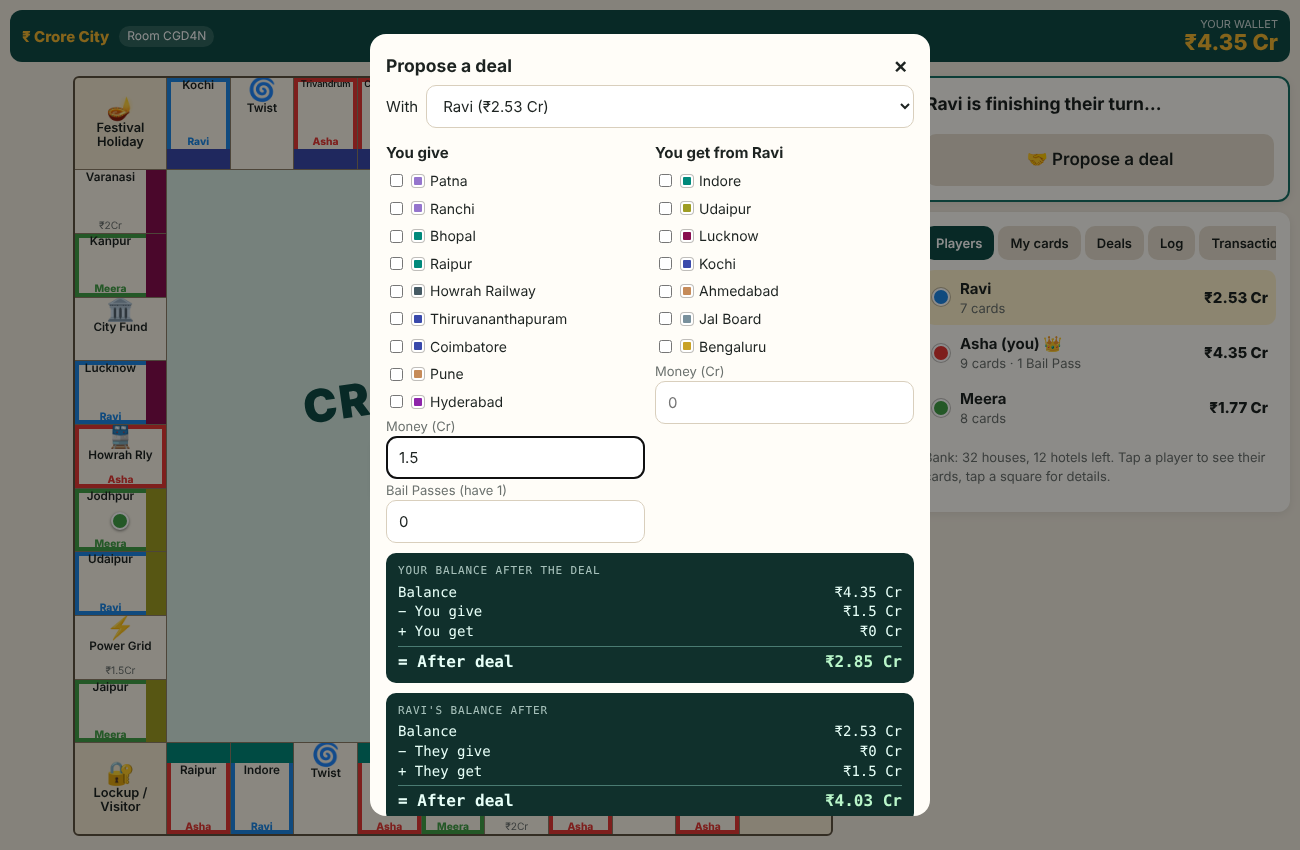 ₹ Crore City
Room CGD4N
YOUR WALLET
₹4.35 Cr
Propose a deal
×
With
Ravi (₹2.53 Cr)
You give
Patna
Ranchi
Bhopal
Raipur
Howrah Railway
Thiruvananthapuram
Coimbatore
Pune
Hyderabad
Money (Cr)
1.5
Bail Passes (have 1)
0
You get from Ravi
Indore
Udaipur
Lucknow
Kochi
Ahmedabad
Jal Board
Bengaluru
Money (Cr)
0
YOUR BALANCE AFTER THE DEAL
Balance ₹4.35 Cr
− You give ₹1.5 Cr
+ You get ₹0 Cr
= After deal ₹2.85 Cr
RAVI'S BALANCE AFTER
Balance ₹2.53 Cr
− They give ₹0 Cr
+ They get ₹1.5 Cr
= After deal ₹4.03 Cr
Festival
Holiday
Kochi
Ravi
Twist
Trivandrum
Asha
Varanasi
₹2Cr
Kanpur
Meera
City Fund
Lucknow
Ravi
Howrah Rly
Asha
Jodhpur
Meera
Udaipur
Ravi
Power Grid
₹1.5Cr
Jaipur
Meera
Lockup /
Visitor
Raipur
Asha
Indore
Ravi
Twist
Asha
Meera
₹2Cr
Asha
Asha
CR
Ravi is finishing their turn…
🤝 Propose a deal
Players
My cards
Deals
Log
Transactio
Ravi
7 cards
₹2.53 Cr
Asha (you) 👑
9 cards · 1 Bail Pass
₹4.35 Cr
Meera
8 cards
₹1.77 Cr
Bank: 32 houses, 12 hotels left. Tap a player to see their
cards, tap a square for details.